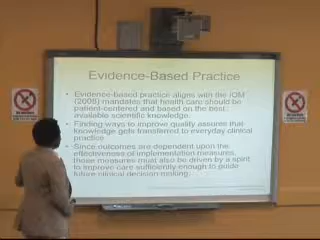 Evidence-Based Practice
• Evidence-based practice aligns with the IOM
(2008) mandates that health care should be
patient-centered and based on the best
available scientific knowledge.
• Finding ways to improve quality assures that
knowledge gets transferred to everyday clinical
practice
• Since outcomes are dependent upon the
effectiveness of implementation measures,
those measures must also be driven by a spirit
to improve care sufficiently enough to guide
future clinical decision making.